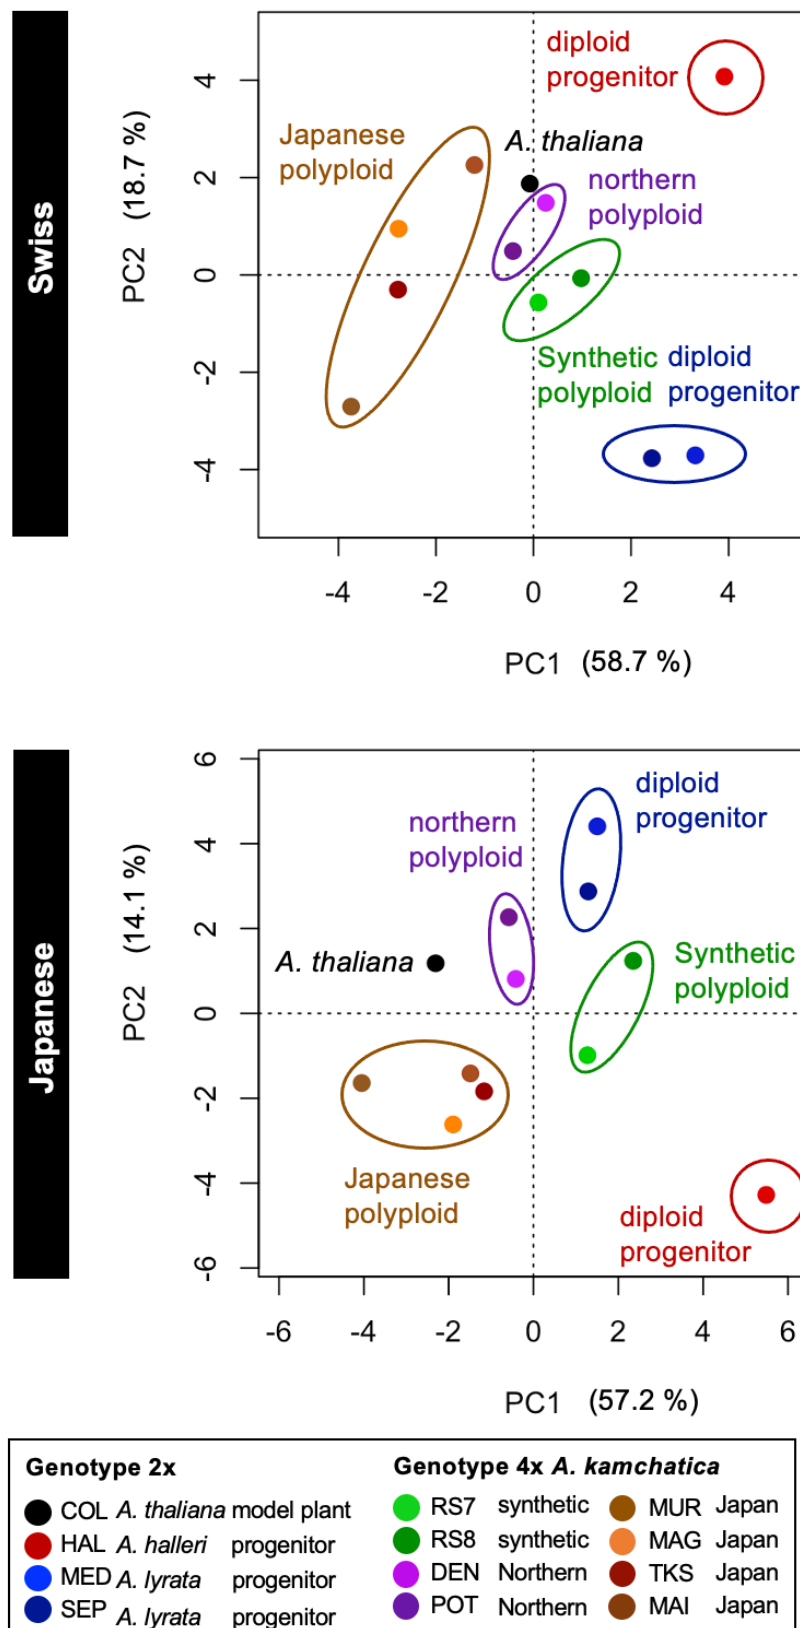 Swiss
PC2 (18.7 %)
4
2
0
-2
-4
diploid
progenitor
Japanese
polyploid
A. thaliana
northern
polyploid
Synthetic
polyploid
diploid
progenitor
-4 -2 0 2 4
PC1 (58.7 %)
Japanese
PC2 (14.1 %)
6
4
2
0
-2
-4
-6
diploid
progenitor
northern
polyploid
A. thaliana
Synthetic
polyploid
Japanese
polyploid
diploid
progenitor
-6 -4 -2 0 2 4 6
PC1 (57.2 %)
Genotype 2x
COL A. thaliana model plant
HAL A. halleri progenitor
MED A. lyrata progenitor
SEP A. lyrata progenitor
Genotype 4x A. kamchatica
RS7 synthetic
RS8 synthetic
DEN Northern
POT Northern
MUR Japan
MAG Japan
TKS Japan
MAI Japan